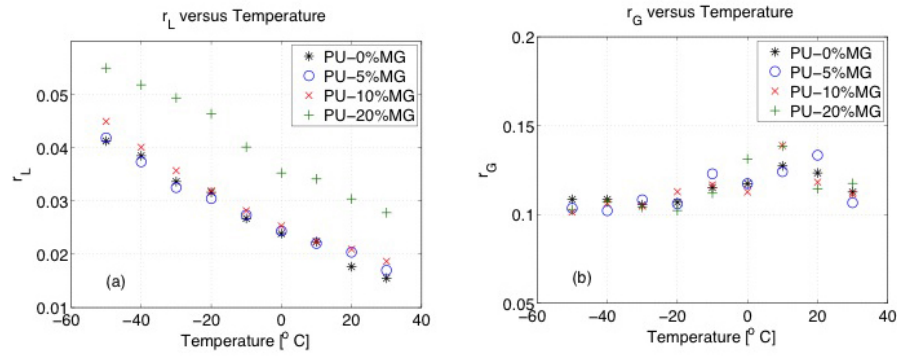 r_L versus Temperature
PU-0%MG
PU-5%MG
PU-10%MG
PU-20%MG
0.05
0.04
0.03
0.02
0.01
r_L
(a)
-60 -40 -20 0 20 40
Temperature [° C]
r_G versus Temperature
PU-0%MG
PU-5%MG
PU-10%MG
PU-20%MG
0.2
0.15
0.1
0.05
r_G
(b)
-60 -40 -20 0 20 40
Temperature [° C]